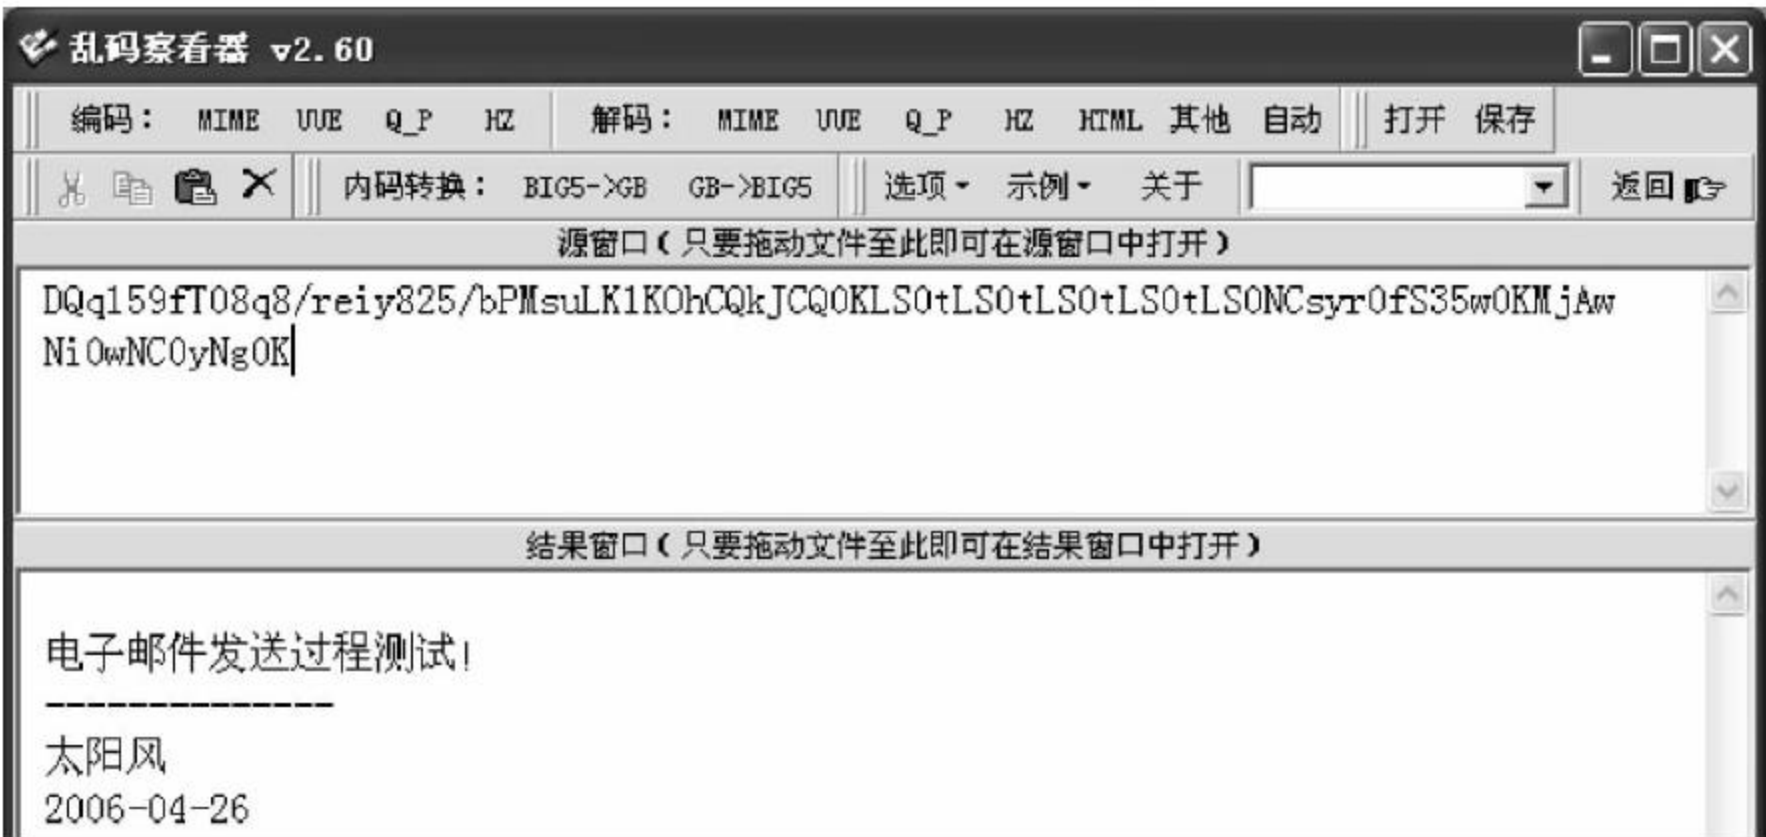 乱码察看器 v2.60
编码： MIME UUE Q_P HZ 解码： MIME UUE Q_P HZ HTML 其他 自动 打开 保存
内码转换： BIG5->GB GB->BIG5 选项 示例 关于 返回
源窗口(只要拖动文件至此即可在源窗口中打开)
DQq159fT08q8/reiy825/bPMsuLK1KOhCQkJCQ0KLS0tLS0tLS0tLS0tLS0NCsyr0fS35w0KMjAw
Ni0wNC0yNg0K
结果窗口(只要拖动文件至此即可在结果窗口中打开)
电子邮件发送过程测试!
--------------
太阳风
2006-04-26